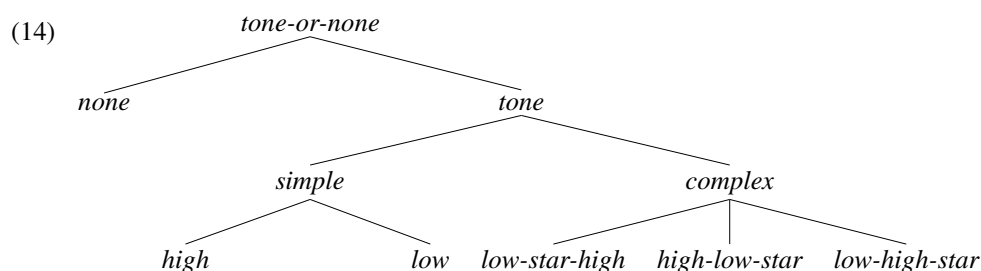 (14) tone-or-none
none tone
simple complex
high low low-star-high high-low-star low-high-star